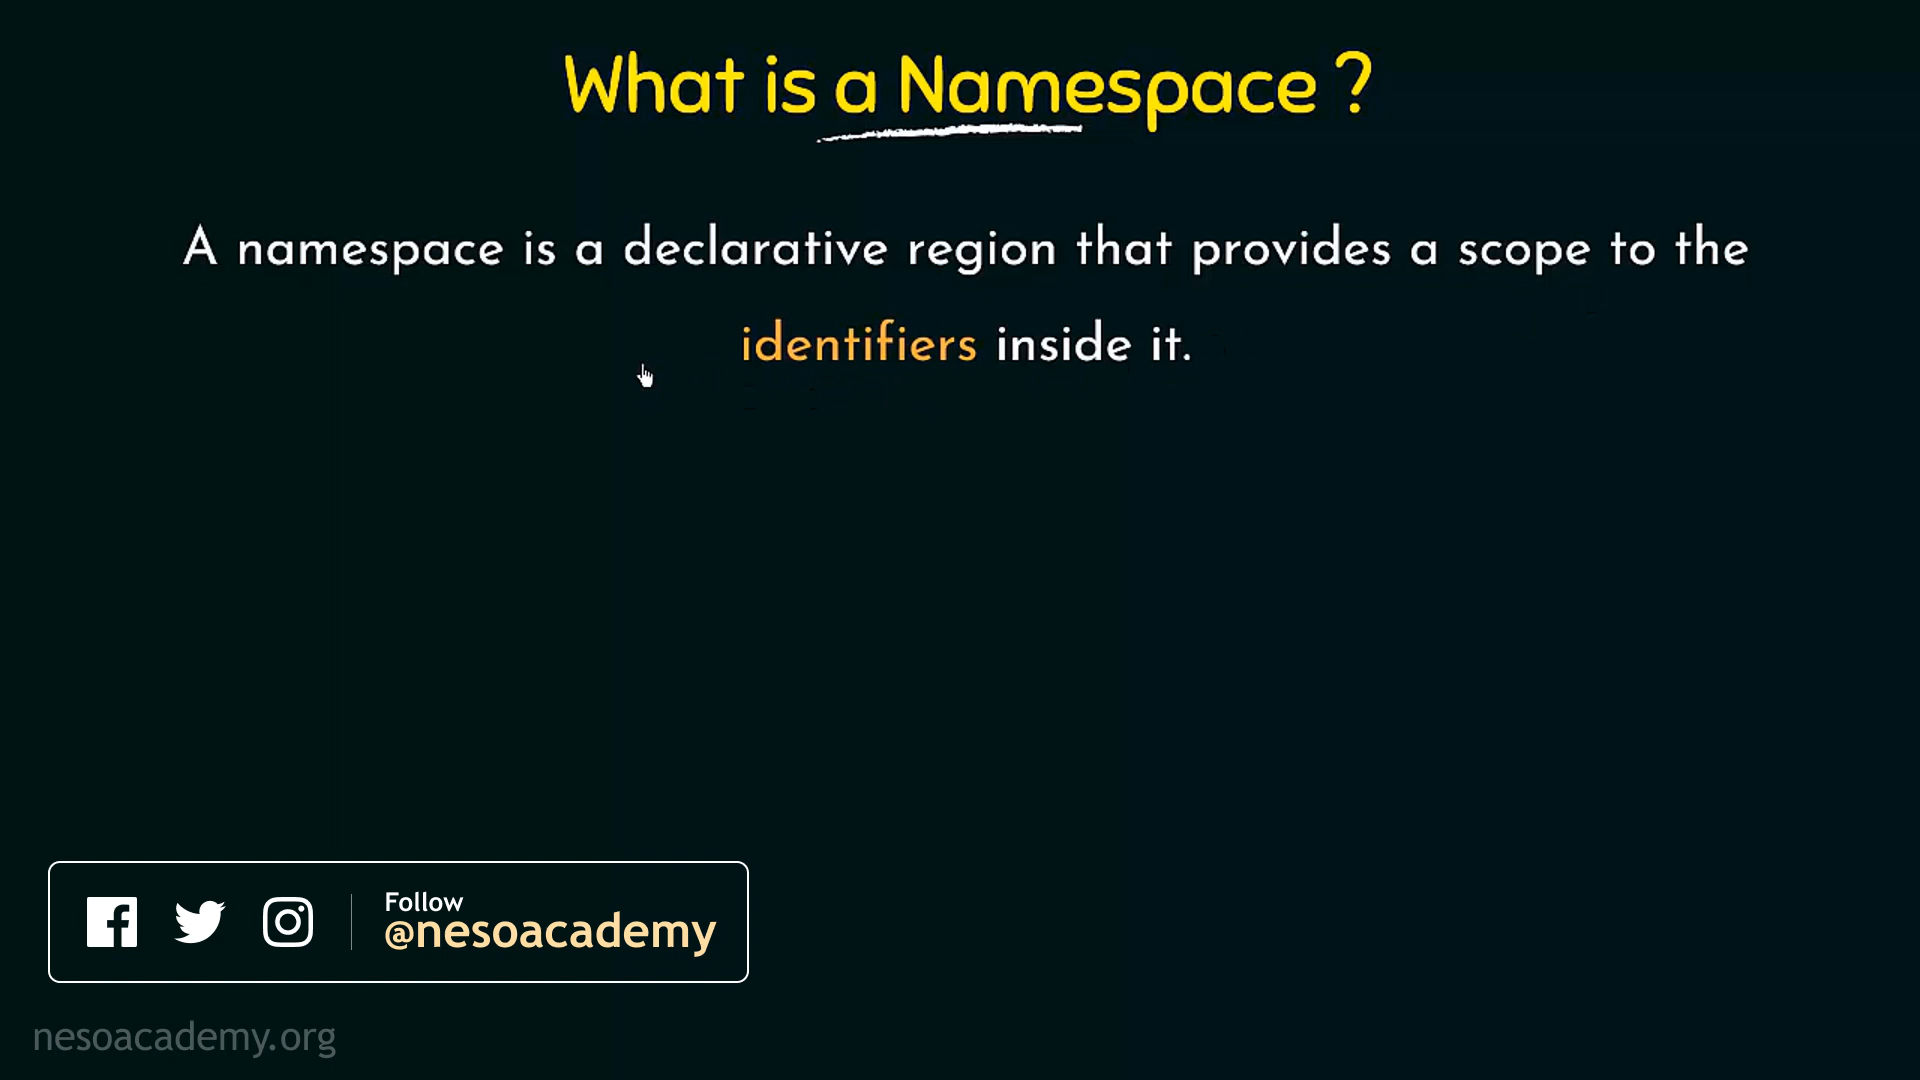 What is a Namespace ?
A namespace is a declarative region that provides a scope to the
identifiers inside it.
Follow
@nesoacademy
nesoacademy.org